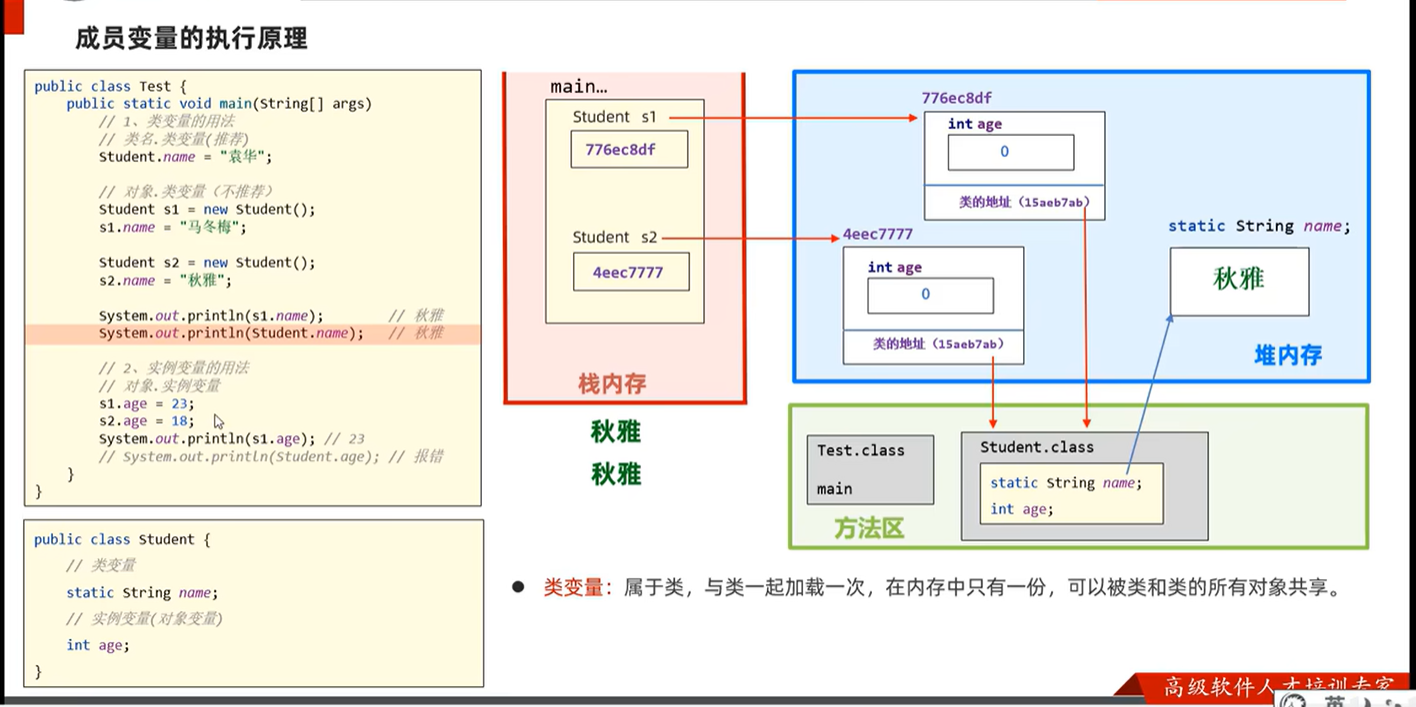 成员变量的执行原理
public class Test {
public static void main(String[] args)
// 1、类变量的用法
// 类名.类变量(推荐)
Student.name = "袁华";
// 对象.类变量（不推荐）
Student s1 = new Student();
s1.name = "马冬梅";
Student s2 = new Student();
s2.name = "秋雅";
System.out.println(s1.name); // 秋雅
System.out.println(Student.name); // 秋雅
// 2、实例变量的用法
// 对象.实例变量
s1.age = 23;
s2.age = 18;
System.out.println(s1.age); // 23
// System.out.println(Student.age); // 报错
}
}
public class Student {
// 类变量
static String name;
// 实例变量(对象变量)
int age;
}
main…
Student s1
776ec8df
Student s2
4eec7777
栈内存
秋雅
秋雅
776ec8df
int age
0
类的地址（15aeb7ab）
4eec7777
int age
0
类的地址（15aeb7ab）
static String name;
秋雅
堆内存
Test.class
main
方法区
Student.class
static String name;
int age;
● 类变量：属于类，与类一起加载一次，在内存中只有一份，可以被类和类的所有对象共享。
高级软件人才培训专家
英